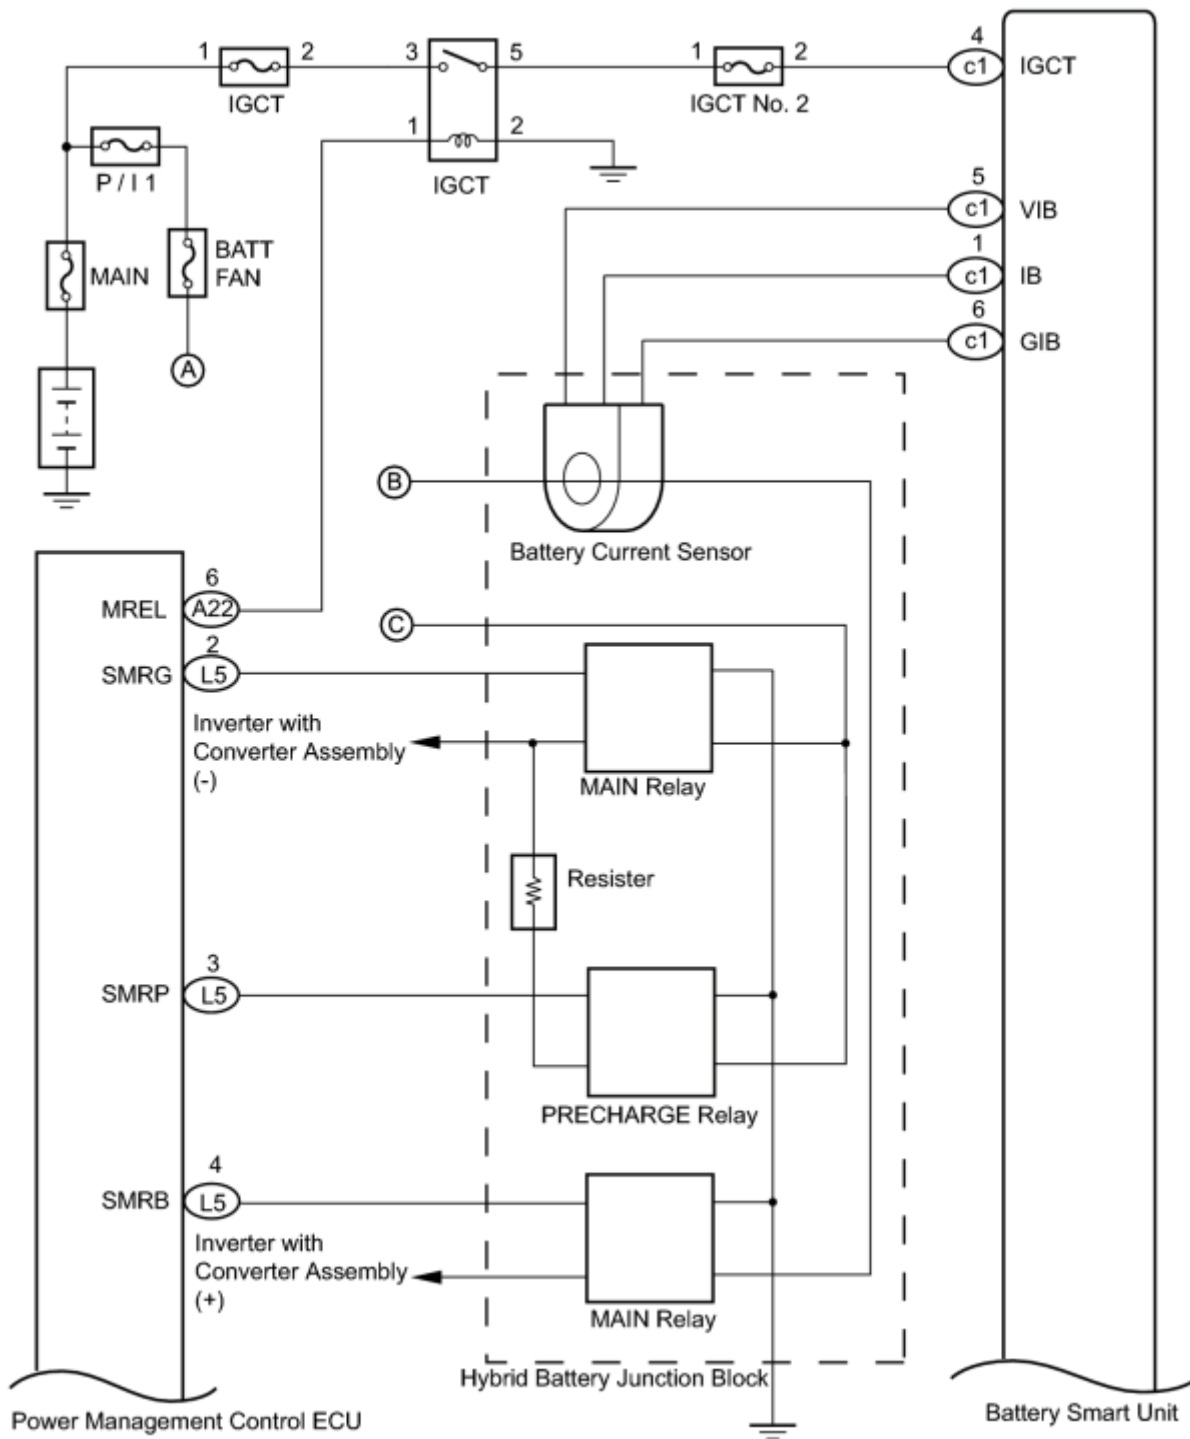 4
1 2 3 5 1 2
c1 IGCT
IGCT
IGCT No. 2
1 2
P / I 1
IGCT
5
c1 VIB
BATT
FAN
MAIN
1
c1 IB
6
c1 GIB
A
B
Battery Current Sensor
6
MREL A22
C
2
SMRG L5
Inverter with
Converter Assembly
(-)
MAIN Relay
Resister
3
SMRP L5
PRECHARGE Relay
4
SMRB L5
Inverter with
Converter Assembly
(+)
MAIN Relay
Hybrid Battery Junction Block
Power Management Control ECU
Battery Smart Unit